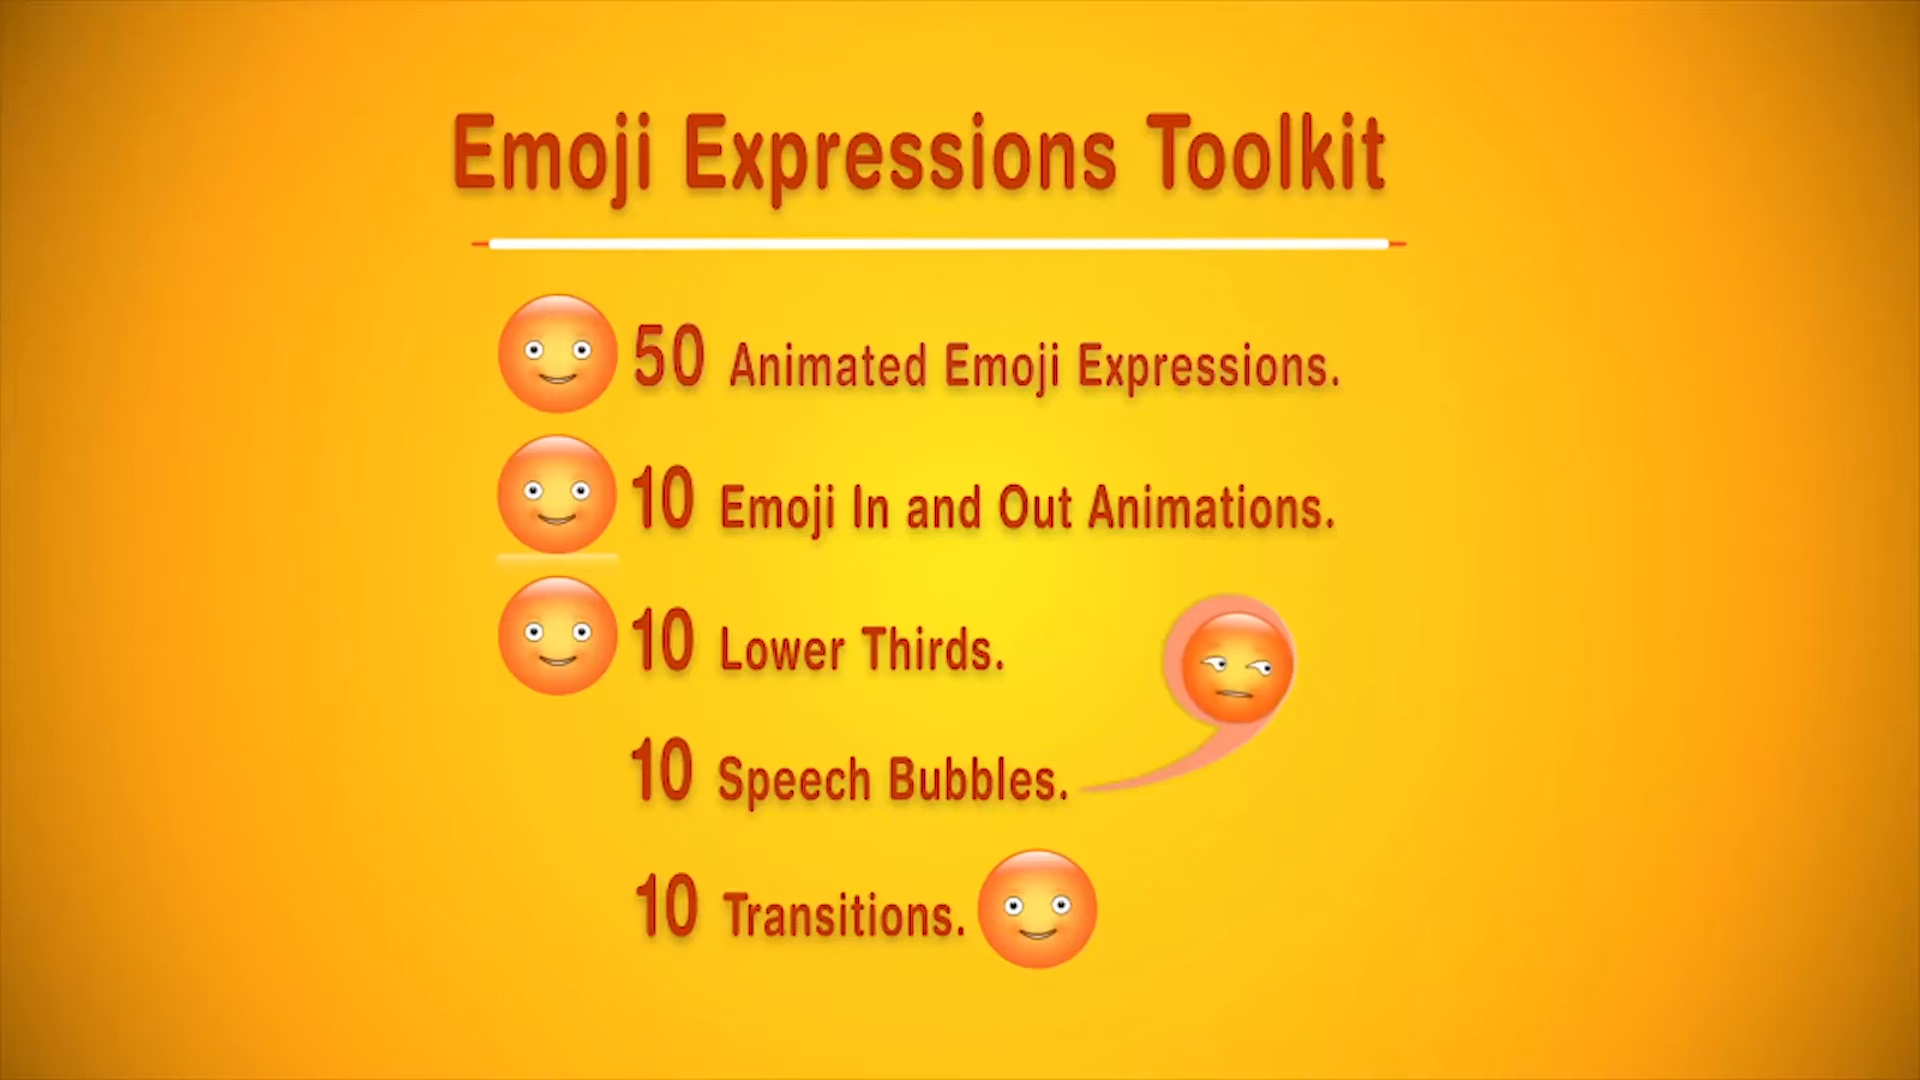 Emoji Expressions Toolkit
50 Animated Emoji Expressions.
10 Emoji In and Out Animations.
10 Lower Thirds.
10 Speech Bubbles.
10 Transitions.